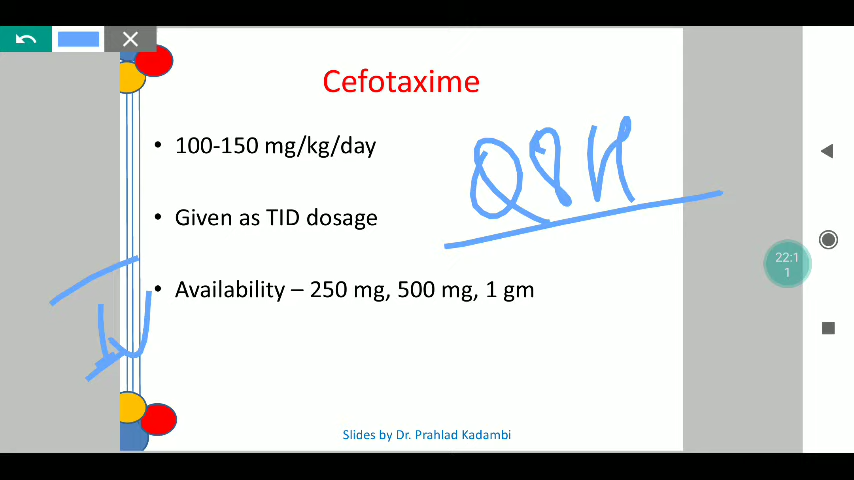 Cefotaxime
• 100-150 mg/kg/day
Q8H
• Given as TID dosage
• Availability – 250 mg, 500 mg, 1 gm
IV
Slides by Dr. Prahlad Kadambi
22:1
1